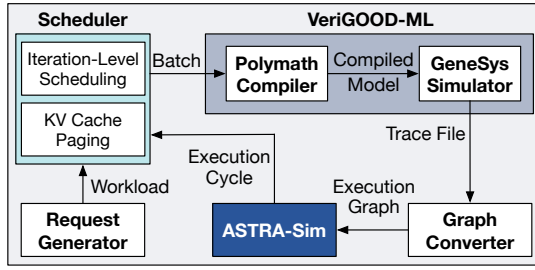 Scheduler
VeriGOOD-ML
Iteration-Level
Scheduling
KV Cache
Paging
Batch
Polymath
Compiler
Compiled
Model
GeneSys
Simulator
Trace File
Execution
Cycle
Workload
Execution
Graph
Request
Generator
ASTRA-Sim
Graph
Converter